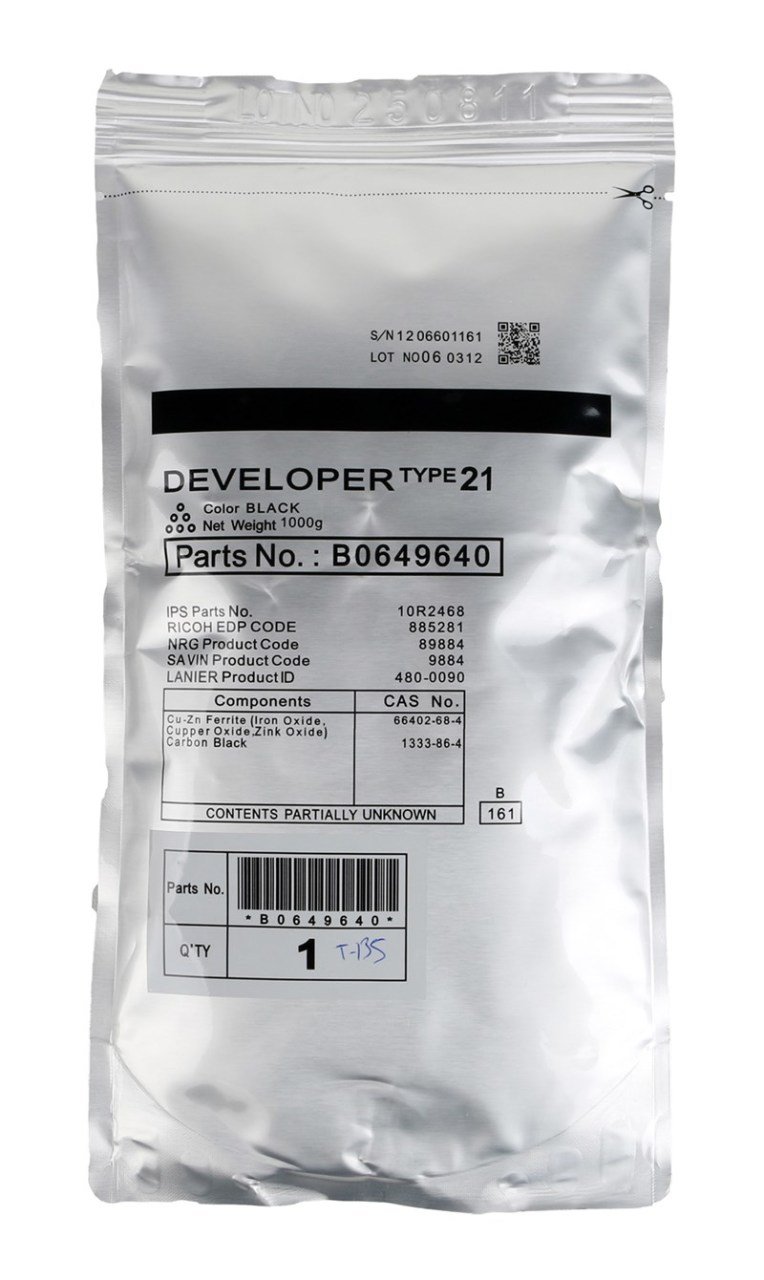 LOT NO 250811
S/N 12 06601161
LOT NO06 0312
DEVELOPER TYPE 21
Color BLACK
Net Weight 1000g
Parts No. : B0649640
IPS Parts No. 10R2468
RICOH EDP CODE 885281
NRG Product Code 89884
SAVIN Product Code 9884
LANIER Product ID 480-0090
Components CAS No.
Cu-Zn Ferrite (Iron Oxide, 66402-68-4
Cupper Oxide,Zink Oxide)
Carbon Black 1333-86-4
CONTENTS PARTIALLY UNKNOWN
B
161
Parts No.
*B0649640*
Q'TY 1 T-135